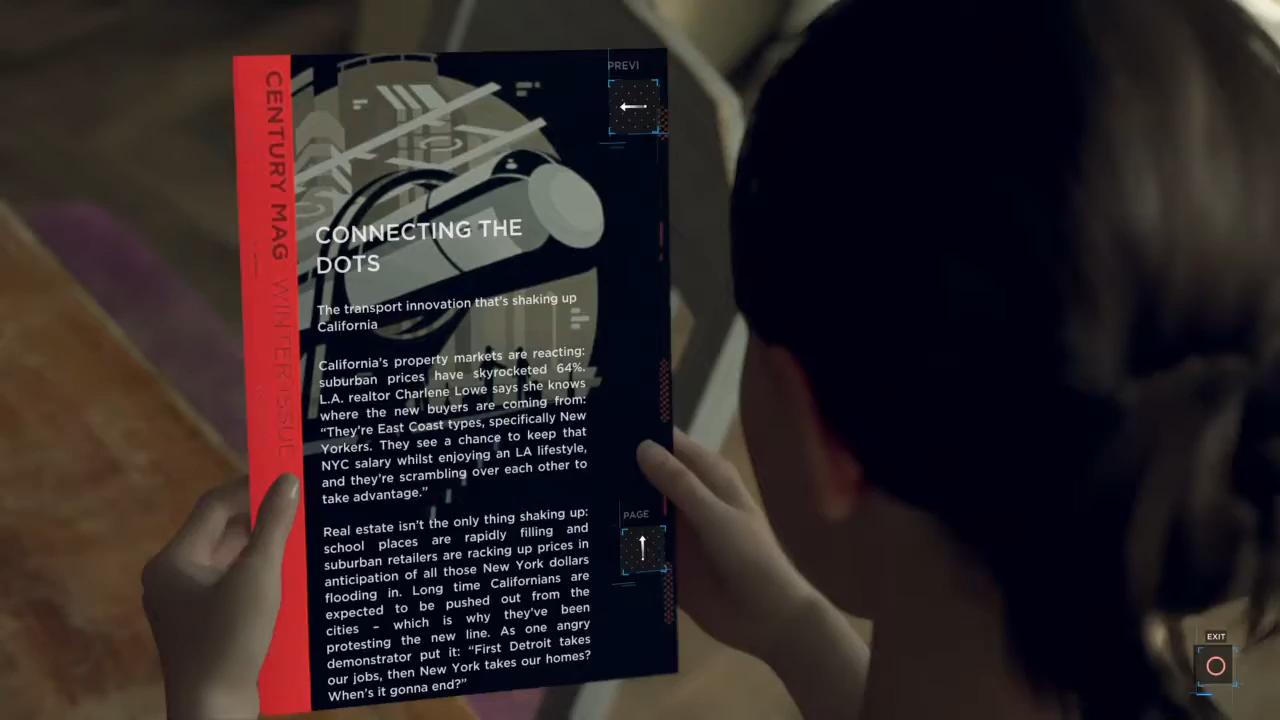 CENTURY MAG WINTER ISSUE
PREVI
CONNECTING THE
DOTS
The transport innovation that's shaking up
California
California's property markets are reacting:
suburban prices have skyrocketed 64%.
L.A. realtor Charlene Lowe says she knows
where the new buyers are coming from:
“They're East Coast types, specifically New
Yorkers. They see a chance to keep that
NYC salary whilst enjoying an LA lifestyle,
and they're scrambling over each other to
take advantage.”
Real estate isn't the only thing shaking up:
school places are rapidly filling and
suburban retailers are racking up prices in
anticipation of all those New York dollars
flooding in. Long time Californians are
expected to be pushed out from the
cities – which is why they've been
protesting the new line. As one angry
demonstrator put it: “First Detroit takes
our jobs, then New York takes our homes?
When's it gonna end?”
PAGE
EXIT